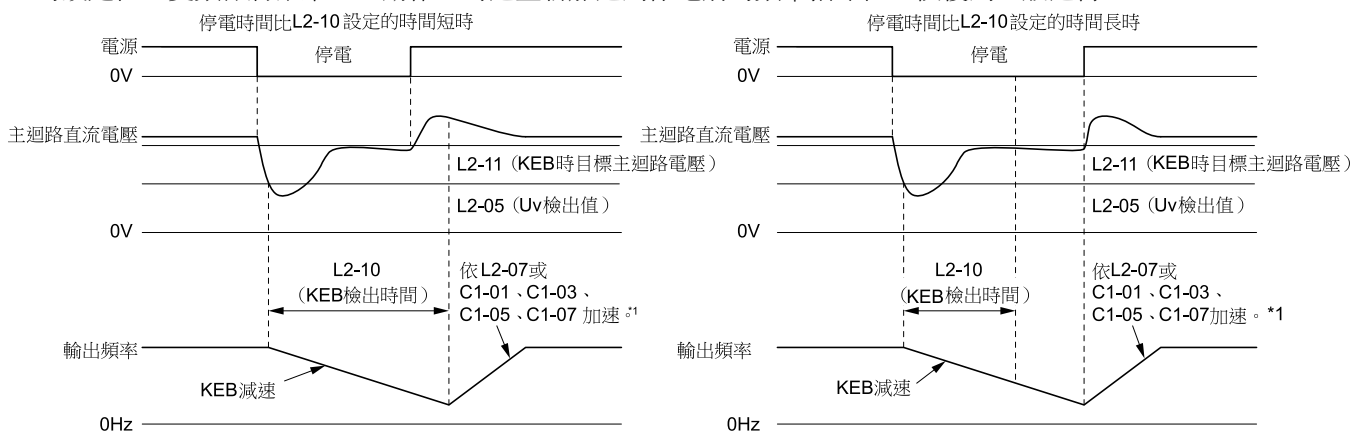 停電時間比L2-10設定的時間短時
電源
停電
0V
主迴路直流電壓
L2-11（KEB時目標主迴路電壓）
L2-05（Uv檢出值）
0V
L2-10
（KEB檢出時間）
依L2-07或
C1-01、C1-03、
C1-05、C1-07 加速。*1
輸出頻率
KEB減速
0Hz
停電時間比L2-10設定的時間長時
電源
停電
0V
主迴路直流電壓
L2-11（KEB時目標主迴路電壓）
L2-05（Uv檢出值）
0V
L2-10
（KEB檢出時間）
依L2-07或
C1-01、C1-03、
C1-05、C1-07加速。*1
輸出頻率
KEB減速
0Hz